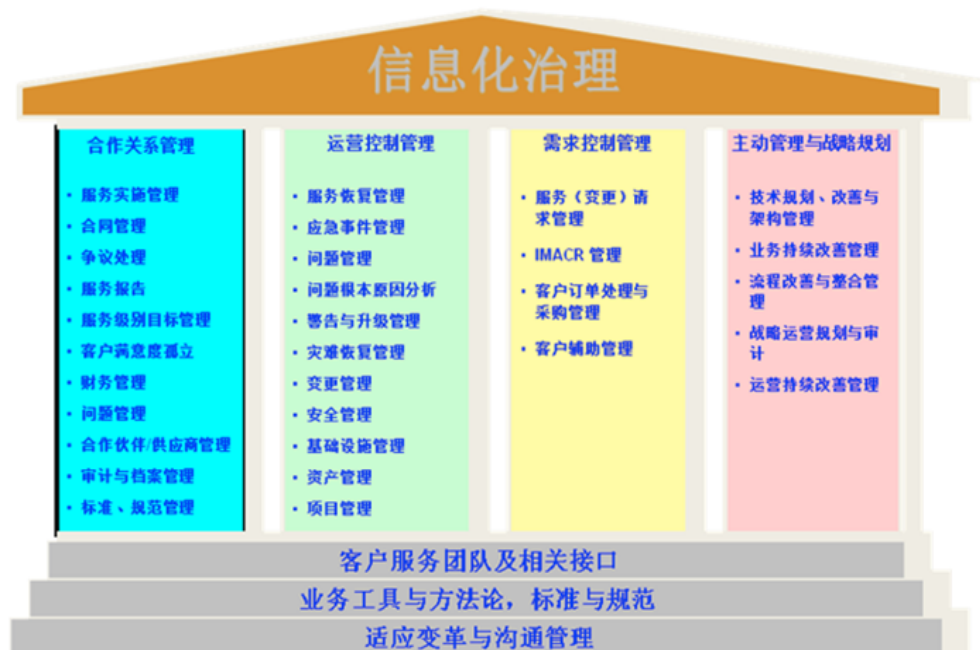 信息化治理
合作关系管理
• 服务实施管理
• 合同管理
• 争议处理
• 服务报告
• 服务级别目标管理
• 客户满意度孤立
• 财务管理
• 问题管理
• 合作伙伴/供应商管理
• 审计与档案管理
• 标准、规范管理
运营控制管理
• 服务恢复管理
• 应急事件管理
• 问题管理
• 问题根本原因分析
• 警告与升级管理
• 灾难恢复管理
• 变更管理
• 安全管理
• 基础设施管理
• 资产管理
• 项目管理
需求控制管理
• 服务（变更）请
求管理
• IMACR 管理
• 客户订单处理与
采购管理
• 客户辅助管理
主动管理与战略规划
• 技术规划、改善与
架构管理
• 业务持续改善管理
• 流程改善与整合管
理
• 战略运营规划与审
计
• 运营持续改善管理
客户服务团队及相关接口
业务工具与方法论，标准与规范
适应变革与沟通管理